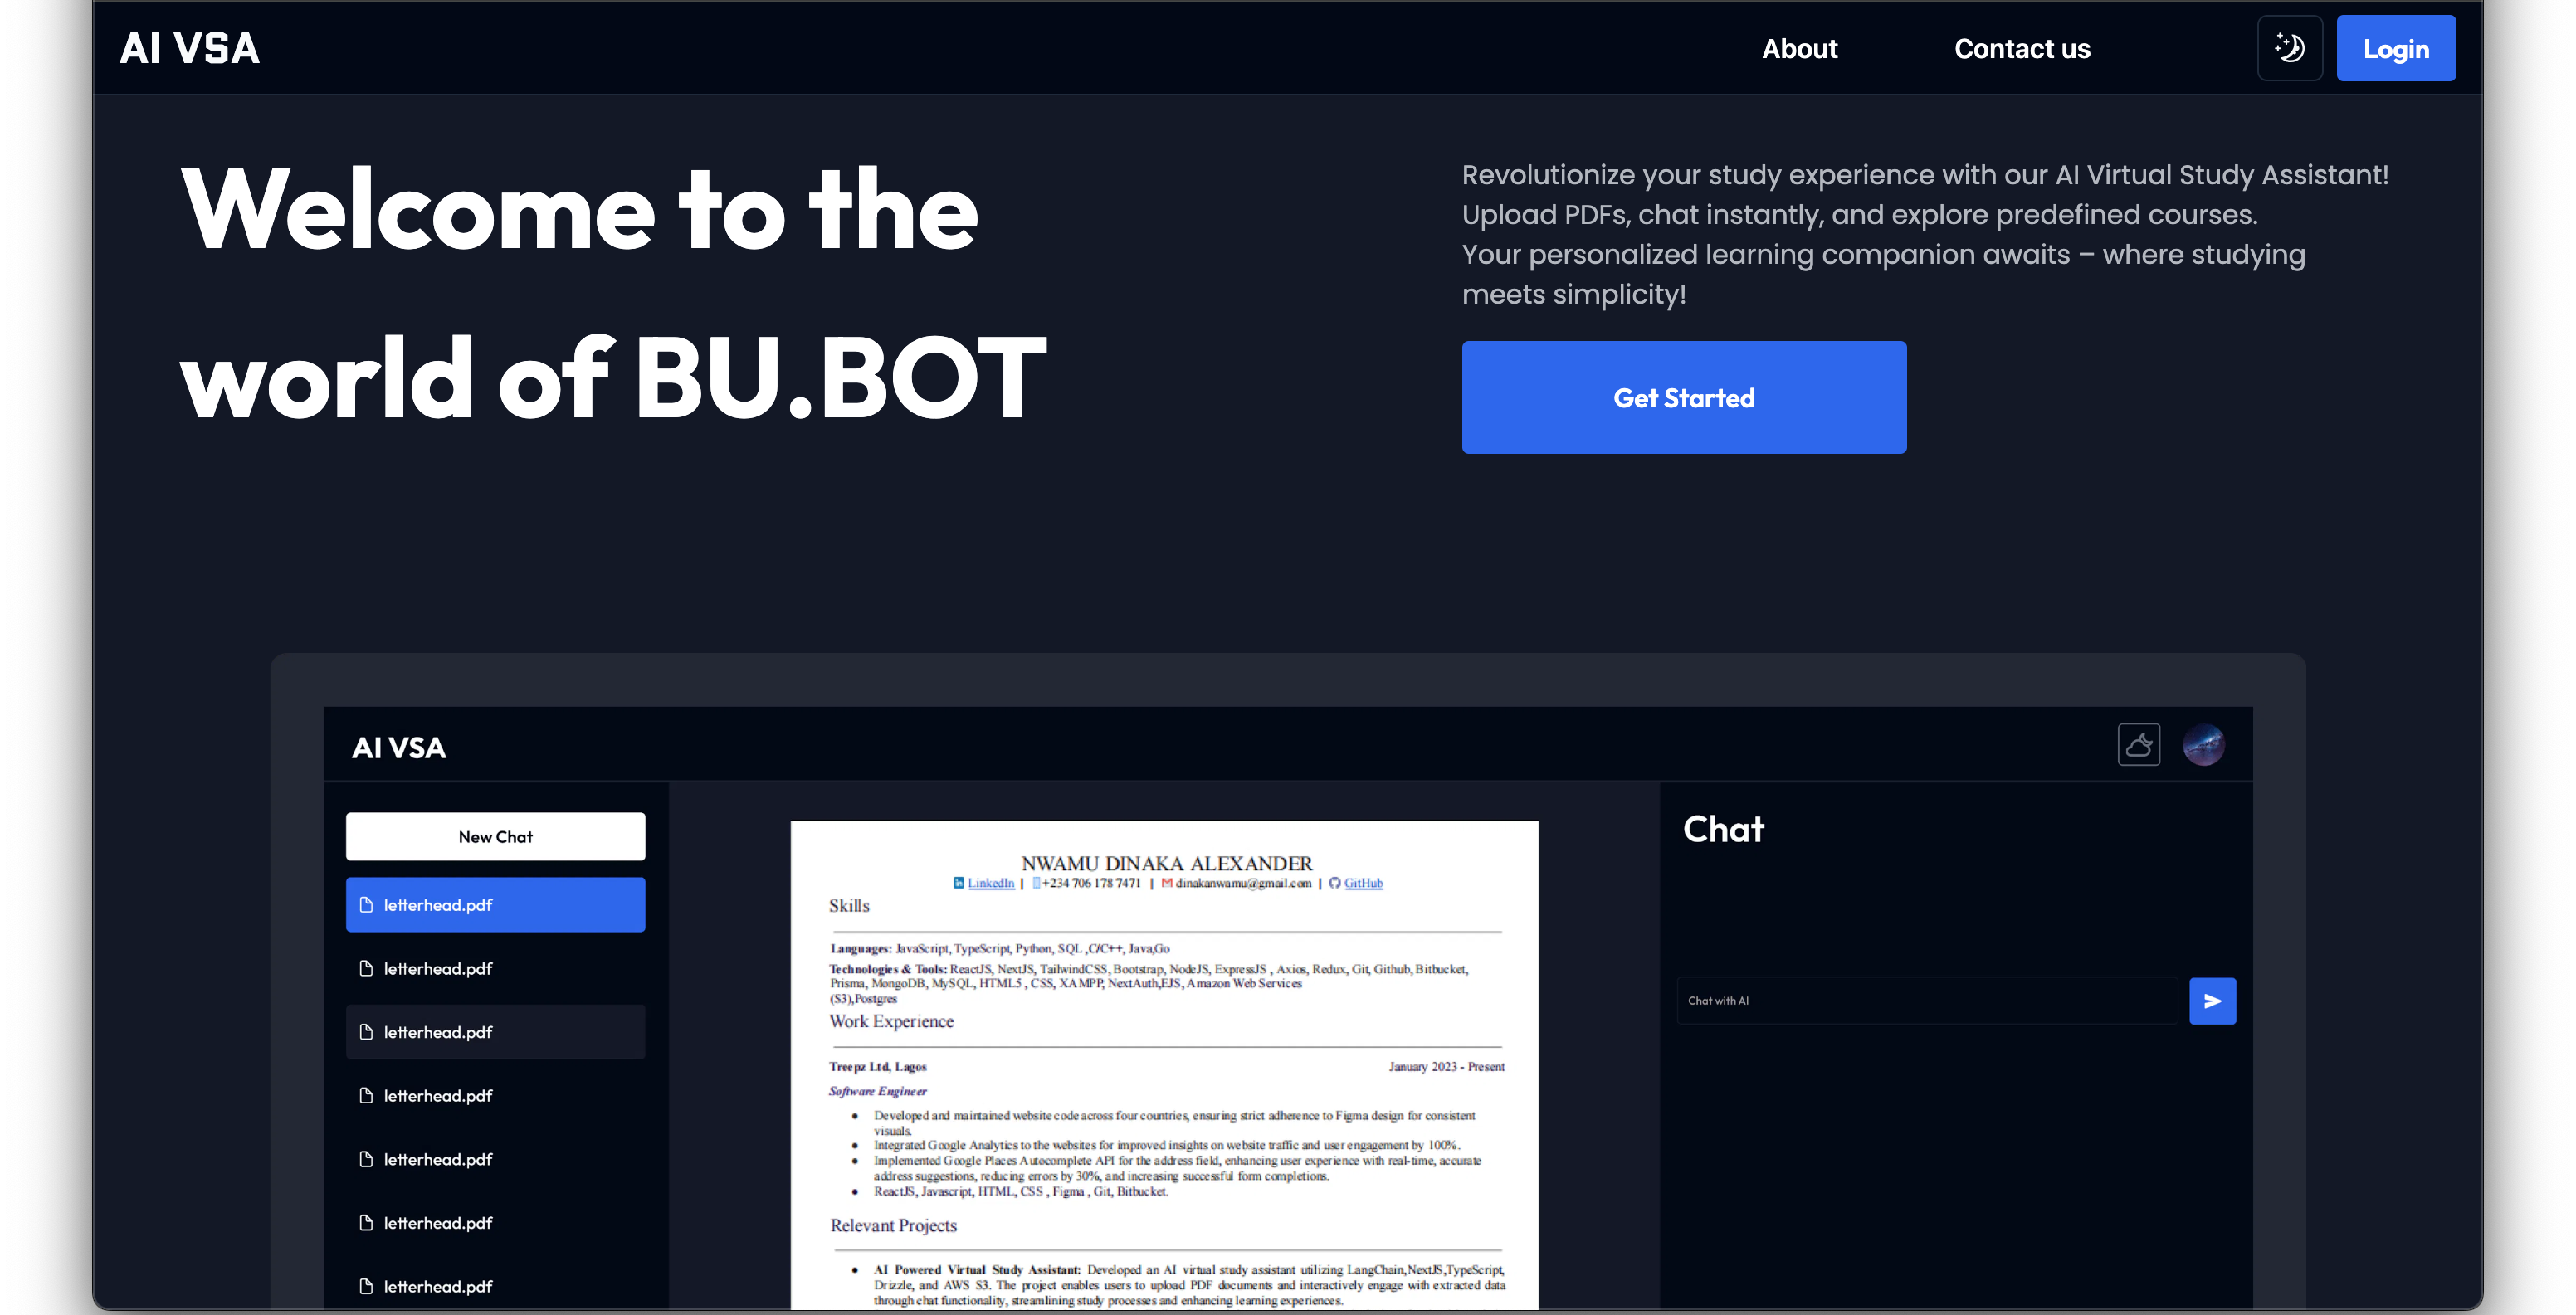 AI VSA
About
Contact us
Login
Welcome to the
world of BU.BOT
Revolutionize your study experience with our AI Virtual Study Assistant!
Upload PDFs, chat instantly, and explore predefined courses.
Your personalized learning companion awaits – where studying
meets simplicity!
Get Started
AI VSA
New Chat
letterhead.pdf
letterhead.pdf
letterhead.pdf
letterhead.pdf
letterhead.pdf
letterhead.pdf
letterhead.pdf
NWAMU DINAKA ALEXANDER
LinkedIn | +234 706 178 7471 | dinakanwamu@gmail.com | GitHub
Skills
Languages: JavaScript, TypeScript, Python, SQL ,C/C++, Java,Go
Technologies & Tools: ReactJS, NextJS, TailwindCSS, Bootstrap, NodeJS, ExpressJS , Axios, Redux, Git, Github, Bitbucket,
Prisma, MongoDB, MySQL, HTML5 , CSS, XAMPP, NextAuth,EJS, Amazon Web Services
(S3),Postgres
Work Experience
Treepz Ltd, Lagos
January 2023 - Present
Software Engineer
● Developed and maintained website code across four countries, ensuring strict adherence to Figma design for consistent
visuals.
● Integrated Google Analytics to the websites for improved insights on website traffic and user engagement by 100%.
● Implemented Google Places Autocomplete API for the address field, enhancing user experience with real-time, accurate
address suggestions, reducing errors by 30%, and increasing successful form completions.
● ReactJS, Javascript, HTML, CSS , Figma , Git, Bitbucket.
Relevant Projects
● AI Powered Virtual Study Assistant: Developed an AI virtual study assistant utilizing LangChain,NextJS,TypeScript,
Drizzle, and AWS S3. The project enables users to upload PDF documents and interactively engage with extracted data
through chat functionality, streamlining study processes and enhancing learning experiences.
Chat
Chat with AI